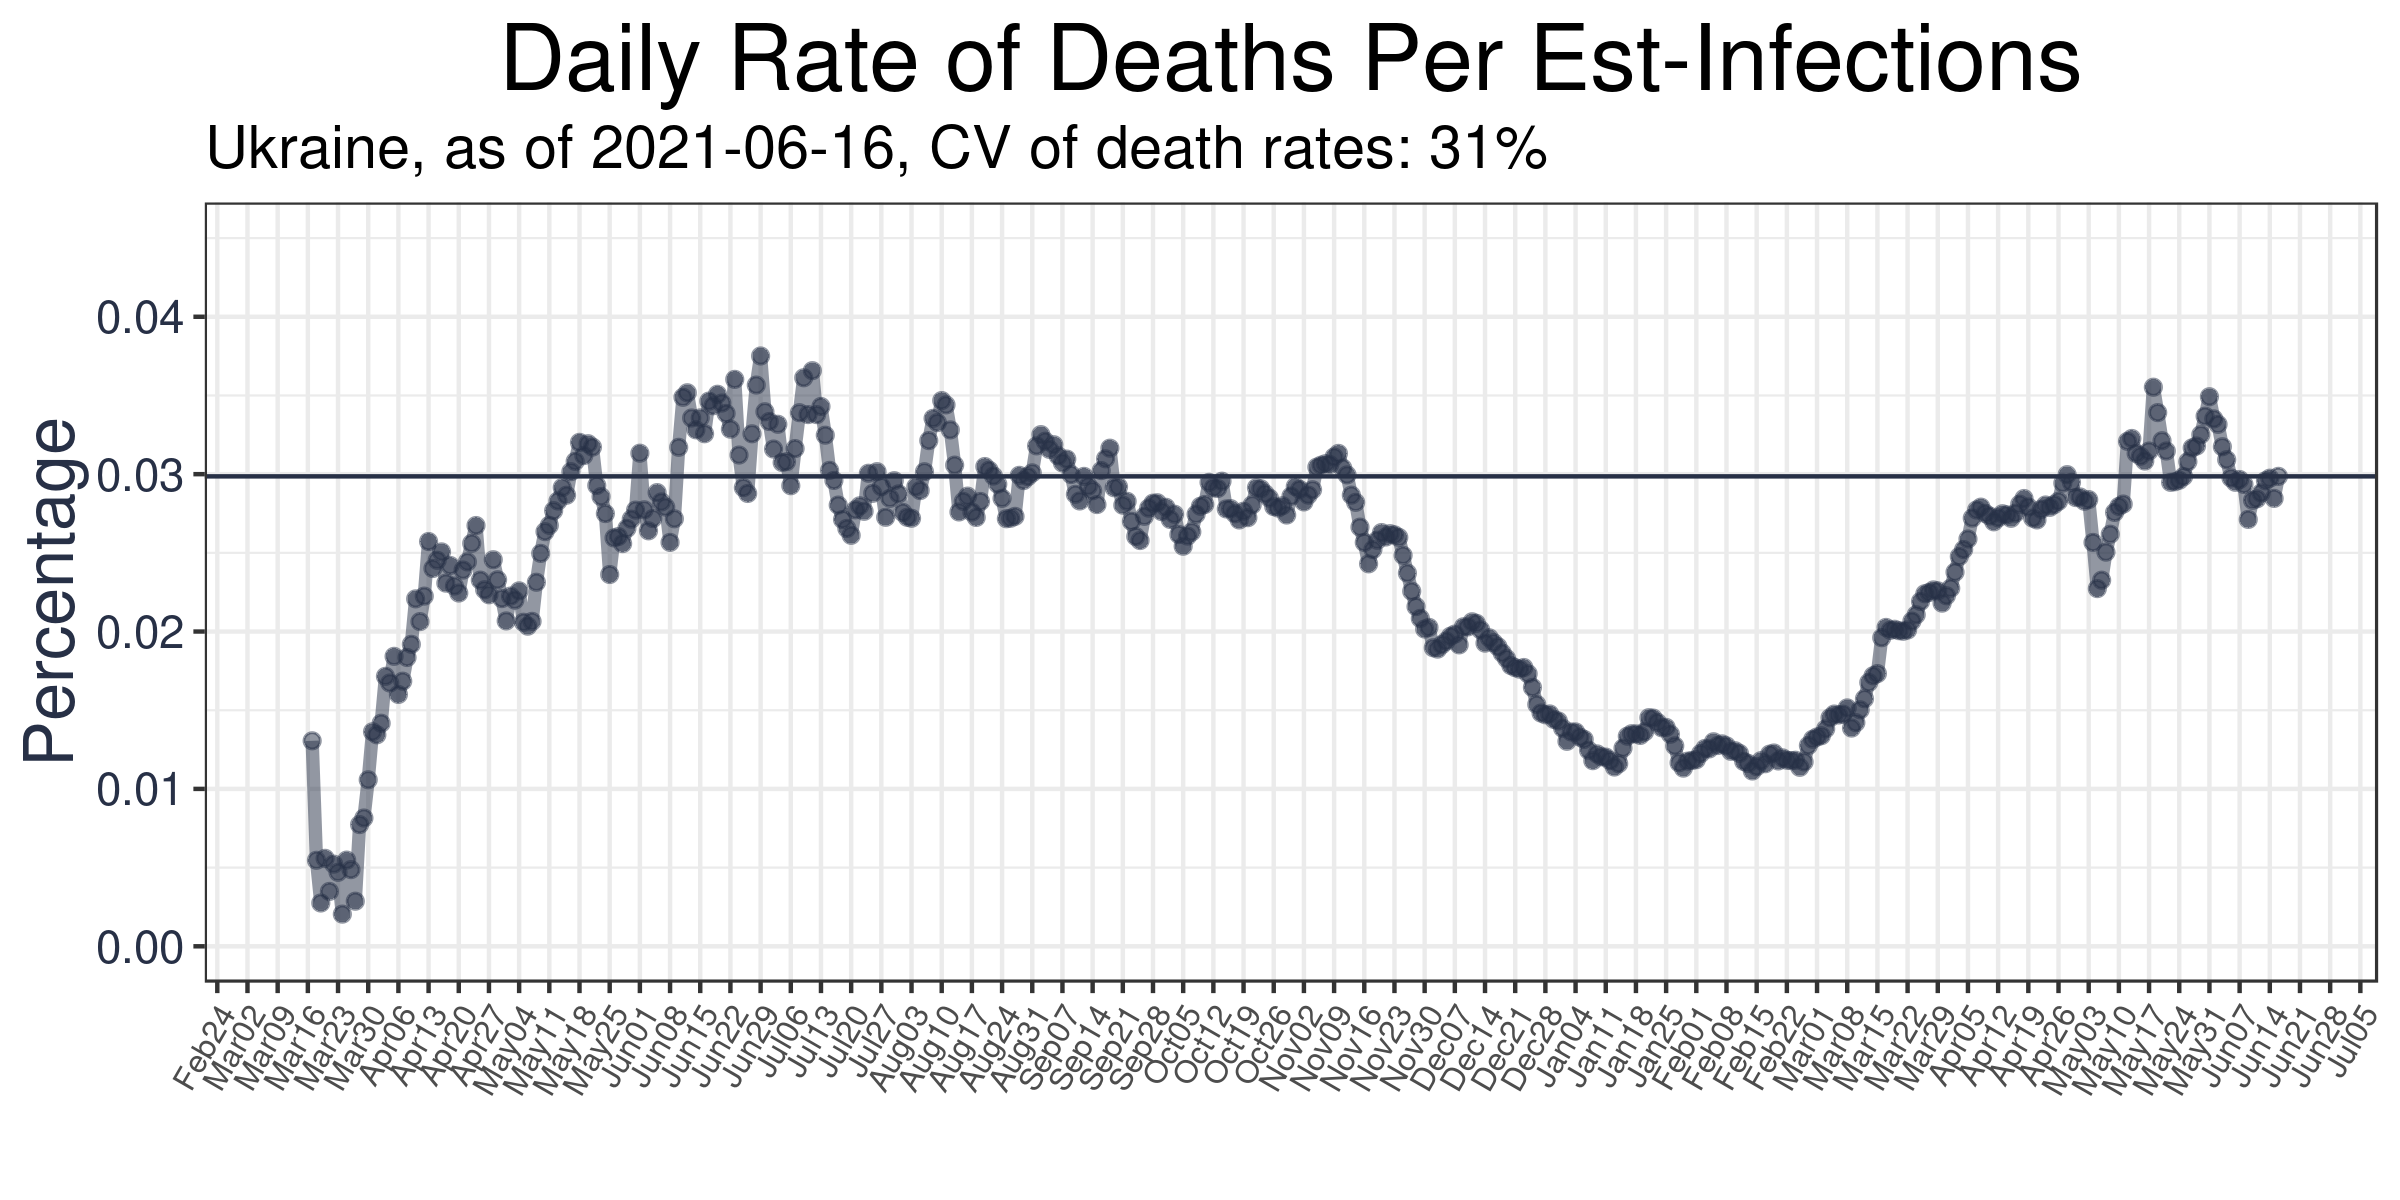 Daily Rate of Deaths Per Est-Infections
Ukraine, as of 2021-06-16, CV of death rates: 31%
Percentage
0.04
0.03
0.02
0.01
0.00
Feb24
Mar02
Mar09
Mar16
Mar23
Mar30
Apr06
Apr13
Apr20
Apr27
May04
May11
May18
May25
Jun01
Jun08
Jun15
Jun22
Jun29
Jul06
Jul13
Jul20
Jul27
Aug03
Aug10
Aug17
Aug24
Aug31
Sep07
Sep14
Sep21
Sep28
Oct05
Oct12
Oct19
Oct26
Nov02
Nov09
Nov16
Nov23
Nov30
Dec07
Dec14
Dec21
Dec28
Jan04
Jan11
Jan18
Jan25
Feb01
Feb08
Feb15
Feb22
Mar01
Mar08
Mar15
Mar22
Mar29
Apr05
Apr12
Apr19
Apr26
May03
May10
May17
May24
May31
Jun07
Jun14
Jun21
Jun28
Jul05